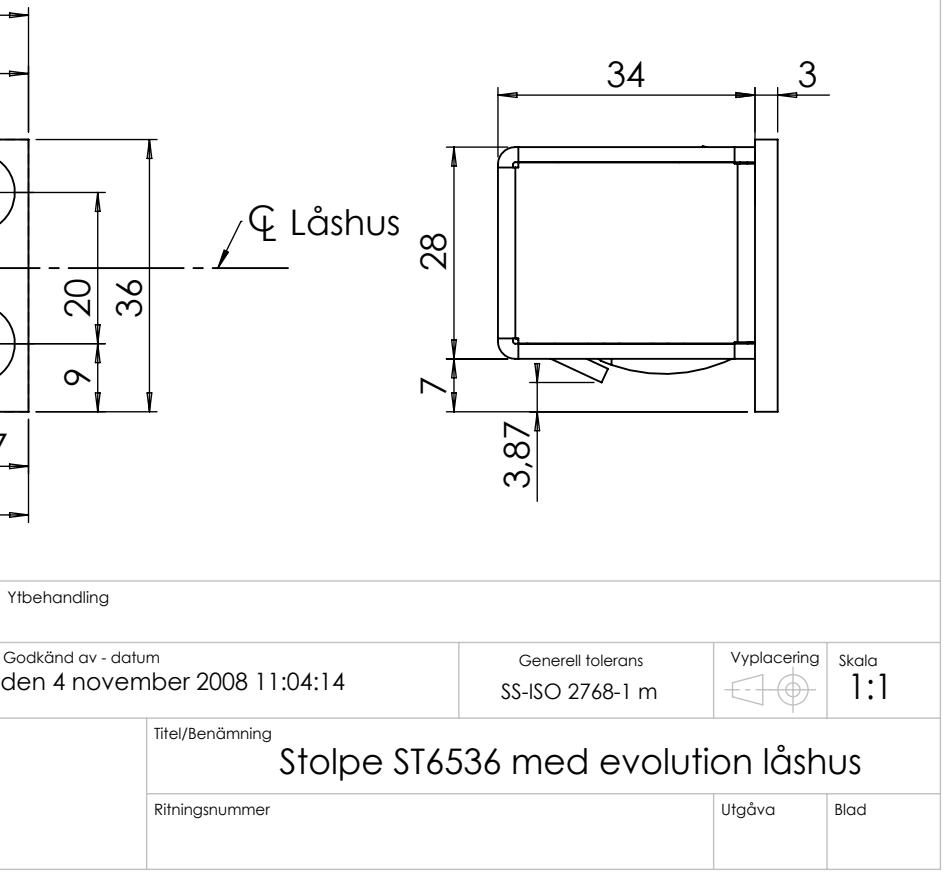 34
3
℄ Låshus
28
20
36
9
7
7
3,87
Ytbehandling
Godkänd av - datum
den 4 november 2008 11:04:14
Generell tolerans
SS-ISO 2768-1 m
Vyplacering
Skala
1:1
Titel/Benämning
Stolpe ST6536 med evolution låshus
Ritningsnummer
Utgåva
Blad